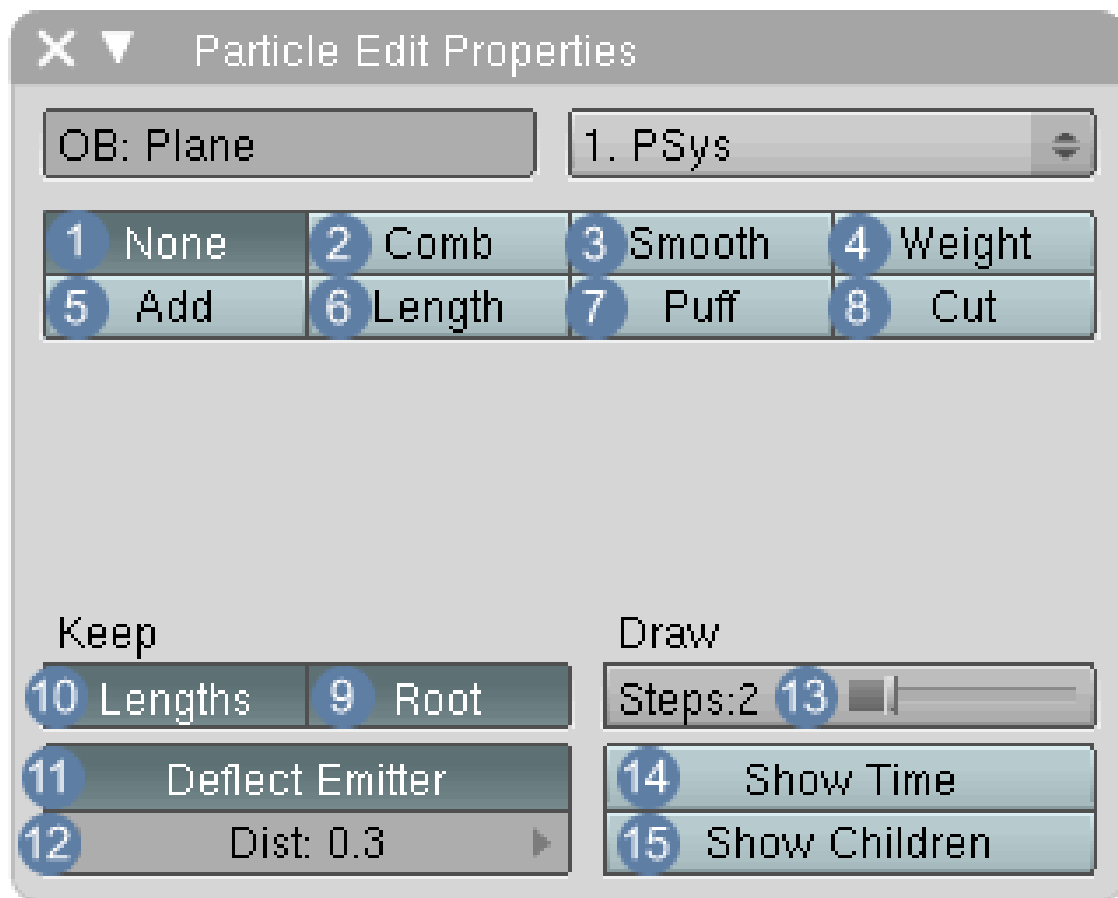 Particle Edit Properties
OB: Plane 1. PSys
1 None 2 Comb 3 Smooth 4 Weight
5 Add 6 Length 7 Puff 8 Cut
Keep Draw
10 Lengths 9 Root Steps:2 13
11 Deflect Emitter 14 Show Time
12 Dist: 0.3 15 Show Children